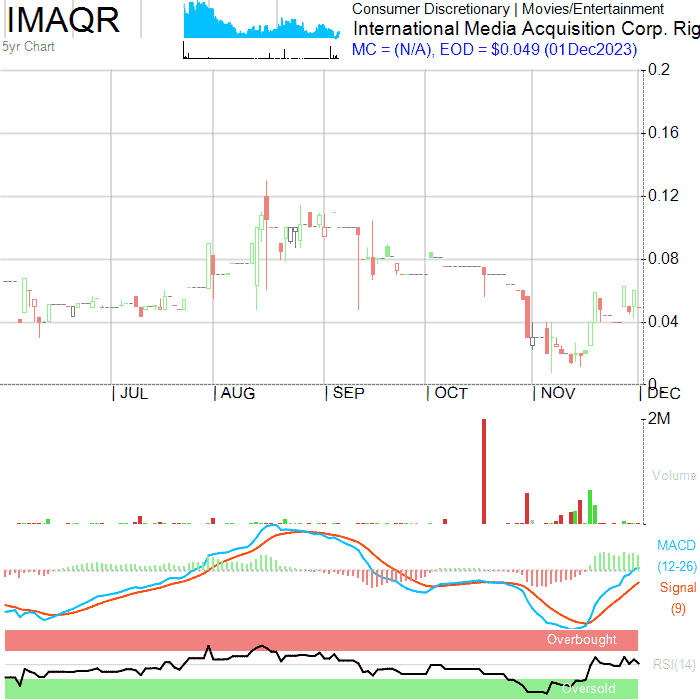 IMAQR
5yr Chart
Consumer Discretionary | Movies/Entertainment
International Media Acquisition Corp. Rig
MC = (N/A), EOD = $0.049 (01Dec2023)
0.2
0.16
0.12
0.08
0.04
0
JUL
AUG
SEP
OCT
NOV
DEC
2M
Volume
MACD
(12-26)
Signal
(9)
Overbought
RSI(14)
Oversold